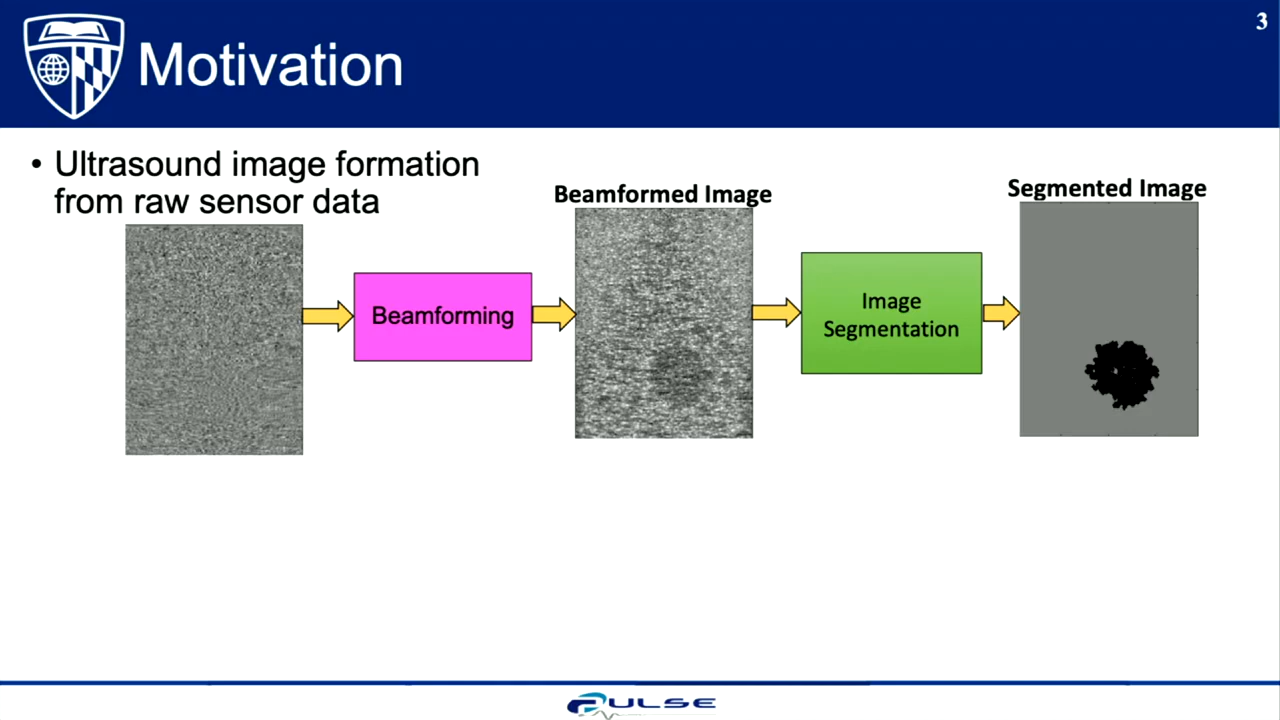 3
Motivation
• Ultrasound image formation
from raw sensor data
Beamformed Image
Segmented Image
Beamforming
Image
Segmentation
PULSE